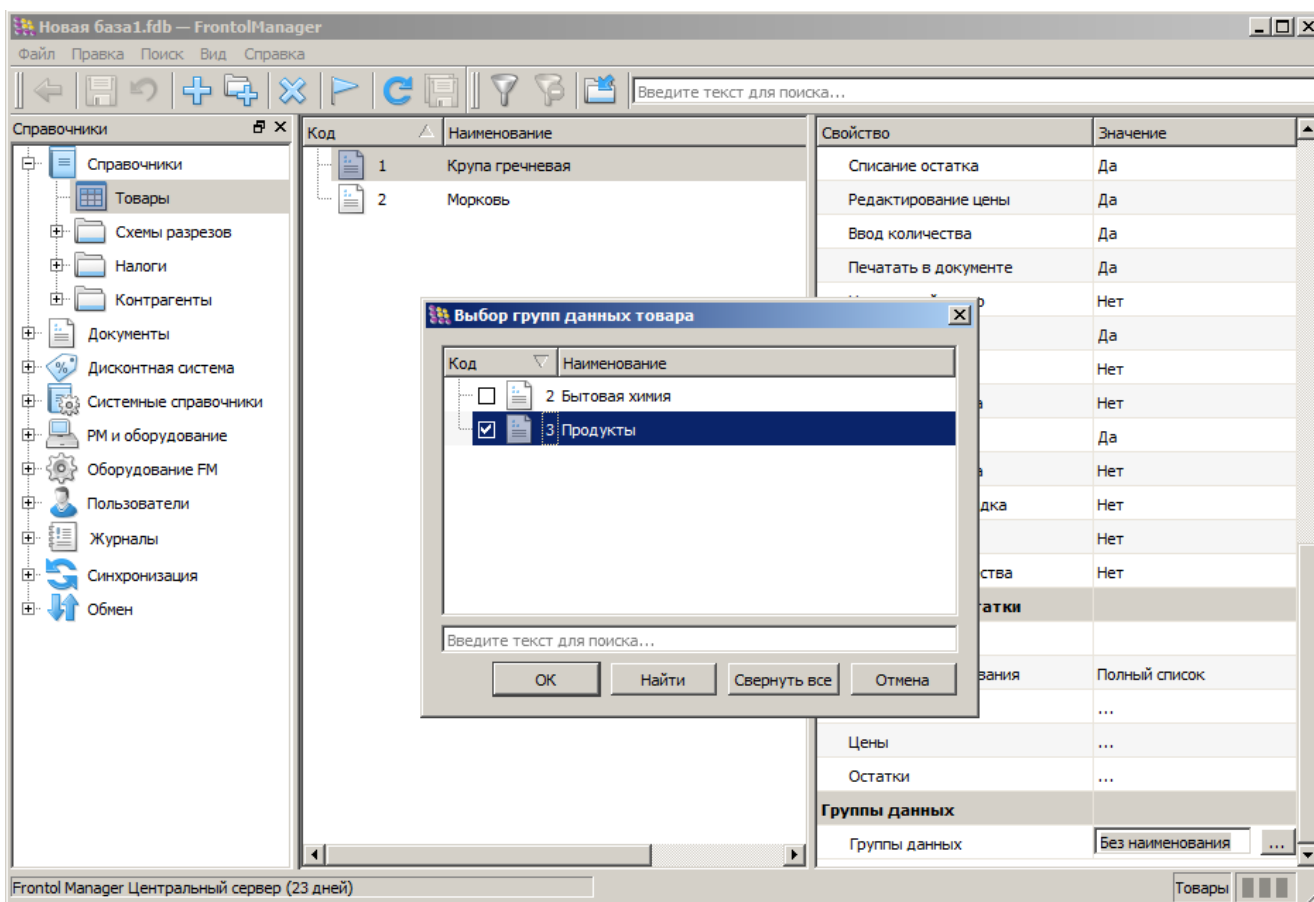 Новая база1.fdb — FrontolManager
Файл Правка Поиск Вид Справка
Введите текст для поиска...
Справочники
Справочники
Товары
Схемы разрезов
Налоги
Контрагенты
Документы
Дисконтная система
Системные справочники
РМ и оборудование
Оборудование FM
Пользователи
Журналы
Синхронизация
Обмен
Код Наименование
1 Крупа гречневая
2 Морковь
Свойство Значение
Списание остатка Да
Редактирование цены Да
Ввод количества Да
Печатать в документе Да
Нет
Да
Нет
Нет
Да
Нет
дка Нет
Нет
ства Нет
атки
вания Полный список
...
Цены ...
Остатки ...
Группы данных
Группы данных Без наименования ...
Выбор групп данных товара
Код Наименование
2 Бытовая химия
3 Продукты
Введите текст для поиска...
ОК Найти Свернуть все Отмена
Frontol Manager Центральный сервер (23 дней) Товары